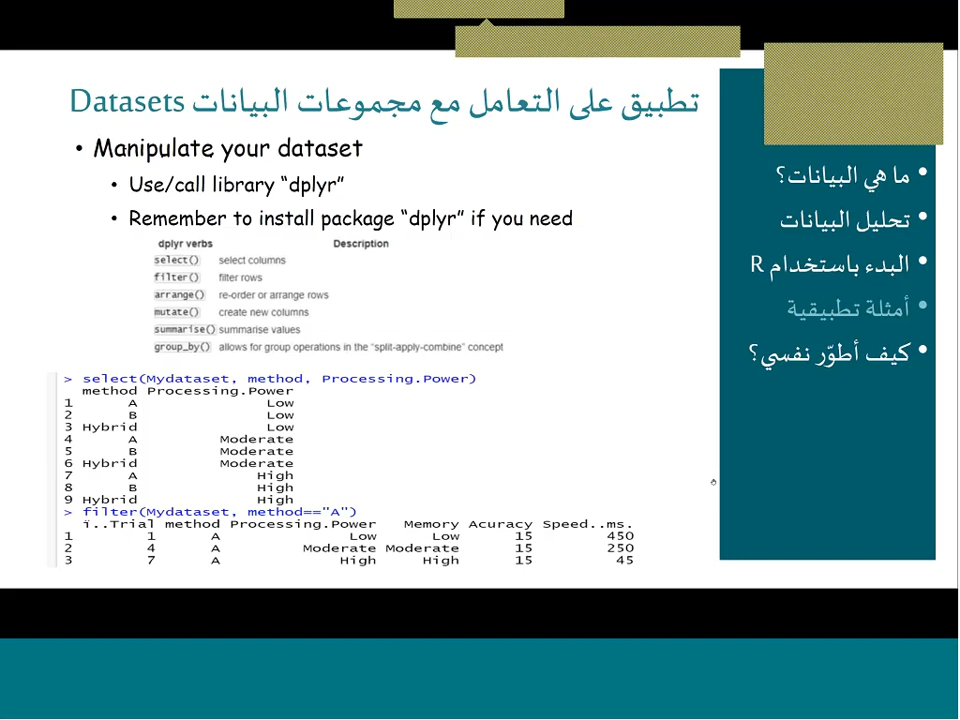 تطبيق على التعامل مع مجموعات البيانات Datasets
• Manipulate your dataset
• Use/call library “dplyr”
• Remember to install package “dplyr” if you need
dplyr verbs Description
select() select columns
filter() filter rows
arrange() re-order or arrange rows
mutate() create new columns
summarise() summarise values
group_by() allows for group operations in the “split-apply-combine” concept
> select(Mydataset, method, Processing.Power)
method Processing.Power
1 A Low
2 B Low
3 Hybrid Low
4 A Moderate
5 B Moderate
6 Hybrid Moderate
7 A High
8 B High
9 Hybrid High
> filter(Mydataset, method=="A")
ï..Trial method Processing.Power Memory Acuracy Speed..ms.
1 1 A Low Low 15 450
2 4 A Moderate Moderate 15 250
3 7 A High High 15 45
• ما هي البيانات؟
• تحليل البيانات
• البدء باستخدام R
• أمثلة تطبيقية
• كيف أطوّر نفسي؟